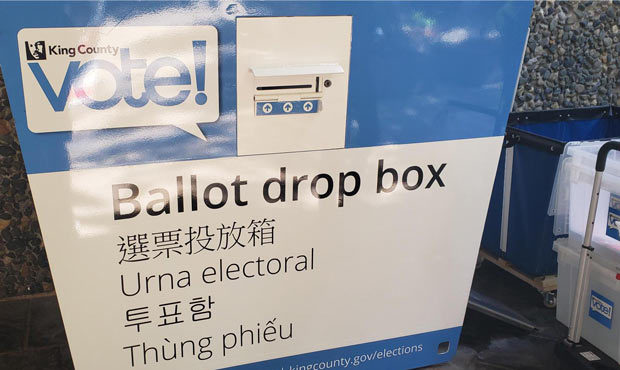 King County
vote!
Ballot drop box
選票投放箱
Urna electoral
투표함
Thùng phiếu
kingcounty.gov/elections
vote!